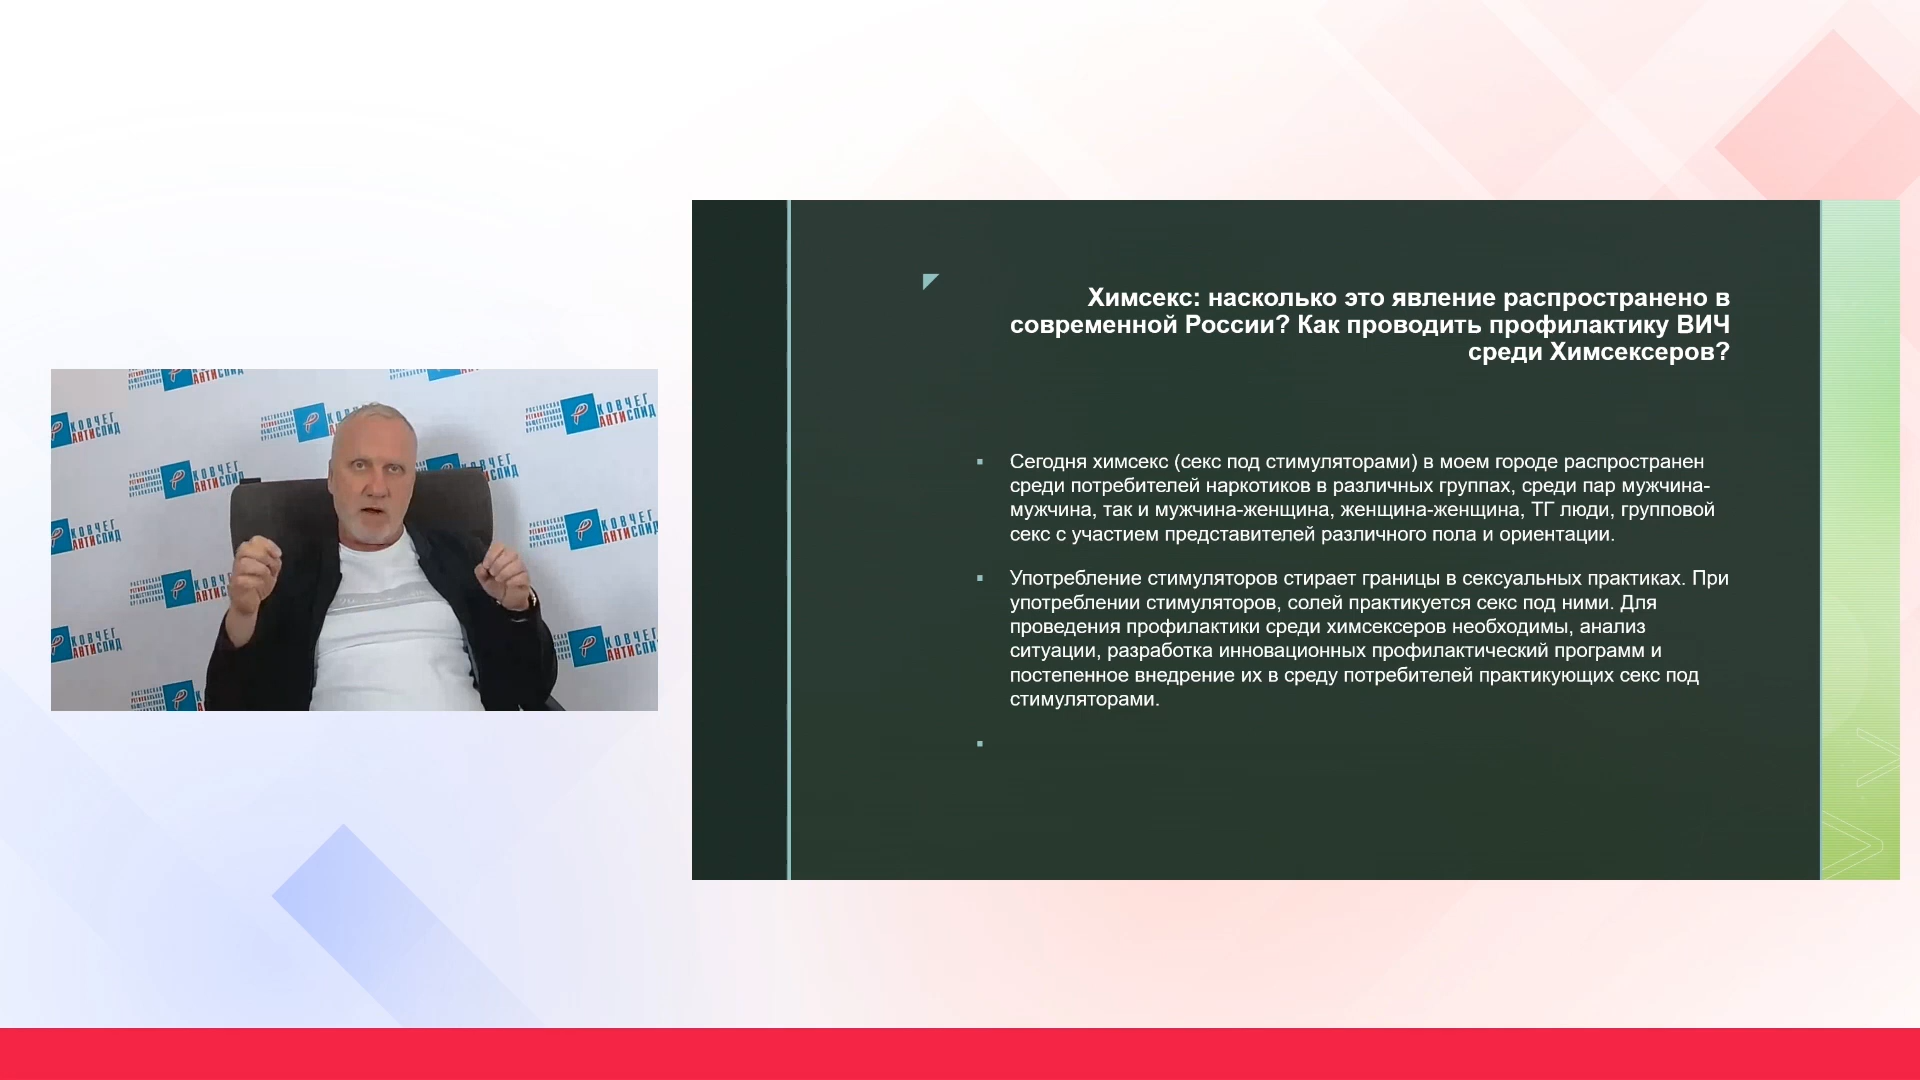 Химсекс: насколько это явление распространено в
современной России? Как проводить профилактику ВИЧ
среди Химсексеров?
Сегодня химсекс (секс под стимуляторами) в моем городе распространен
среди потребителей наркотиков в различных группах, среди пар мужчина-
мужчина, так и мужчина-женщина, женщина-женщина, ТГ люди, групповой
секс с участием представителей различного пола и ориентации.
Употребление стимуляторов стирает границы в сексуальных практиках. При
употреблении стимуляторов, солей практикуется секс под ними. Для
проведения профилактики среди химсексеров необходимы, анализ
ситуации, разработка инновационных профилактический программ и
постепенное внедрение их в среду потребителей практикующих секс под
стимуляторами.
РОСТОВСКАЯ
РЕГИОНАЛЬНАЯ
ОБЩЕСТВЕННАЯ
ОРГАНИЗАЦИЯ
КОВЧЕГ
АНТИСПИД